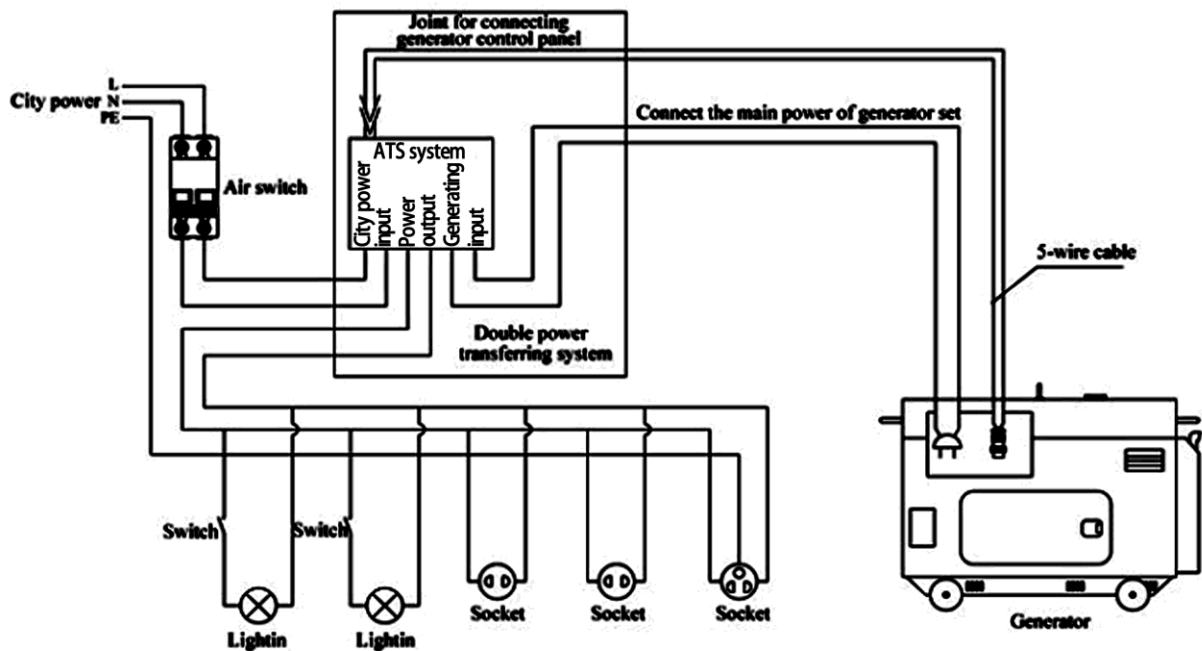 Joint for connecting
generator control panel
L
City power N
PE
Connect the main power of generator set
ATS system
City power
input
Power
output
Generating
input
Air switch
5-wire cable
Double power
transferring system
Switch
Switch
Lightin
Lightin
Socket
Socket
Socket
Generator